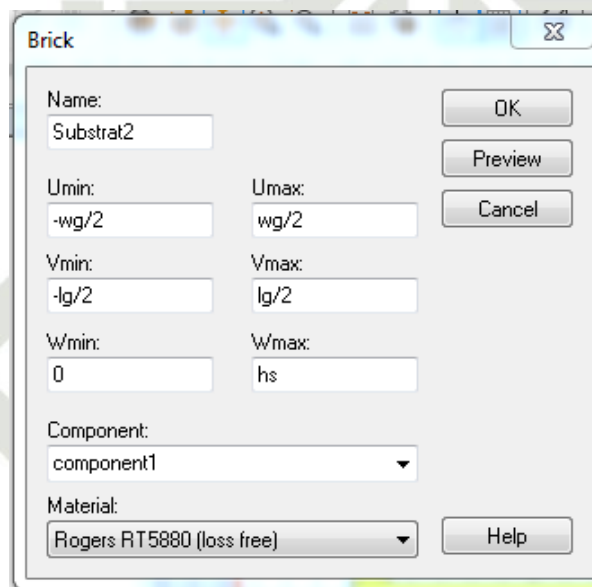 Brick
Name:
OK
Substrat2
Preview
Umin:
Umax:
Cancel
-wg/2
wg/2
Vmin:
Vmax:
-lg/2
lg/2
Wmin:
Wmax:
0
hs
Component:
component1
Material:
Rogers RT5880 (loss free)
Help